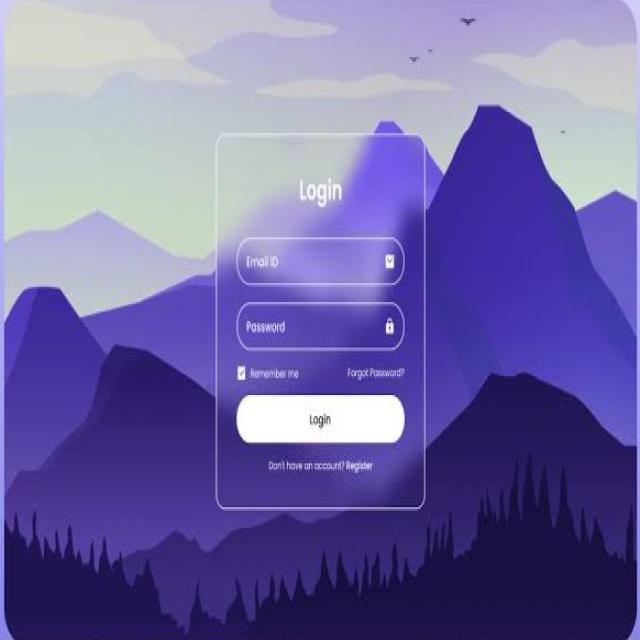 Login
Email ID
Password
Remember me Forgot Password?
Login
Don't have an account? Register